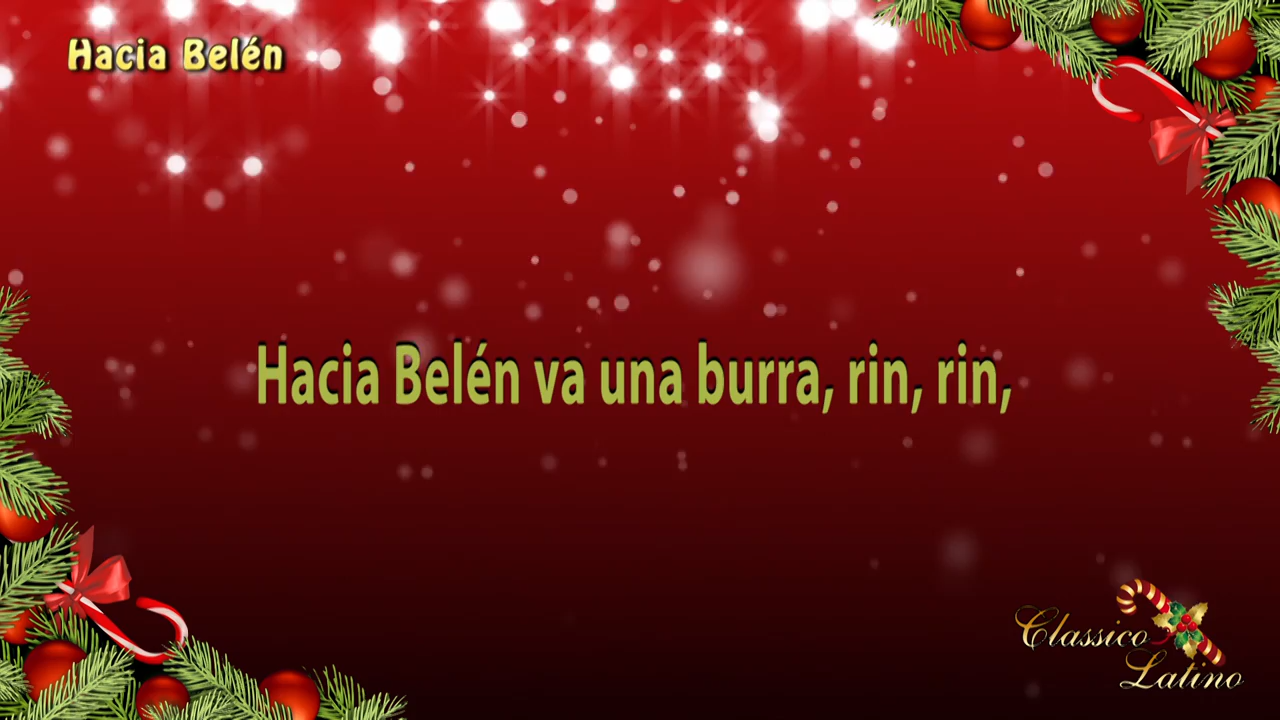 Hacia Belén
Hacia Belén va una burra, rin, rin,
Classico
Latino